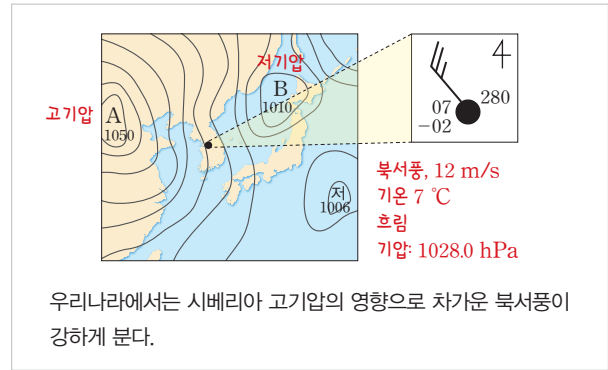 저기압
B
1010
고기압
A
1050
저
1006
4
07
280
−02
북서풍, 12 m/s
기온 7 ℃
흐림
기압: 1028.0 hPa
우리나라에서는 시베리아 고기압의 영향으로 차가운 북서풍이
강하게 분다.